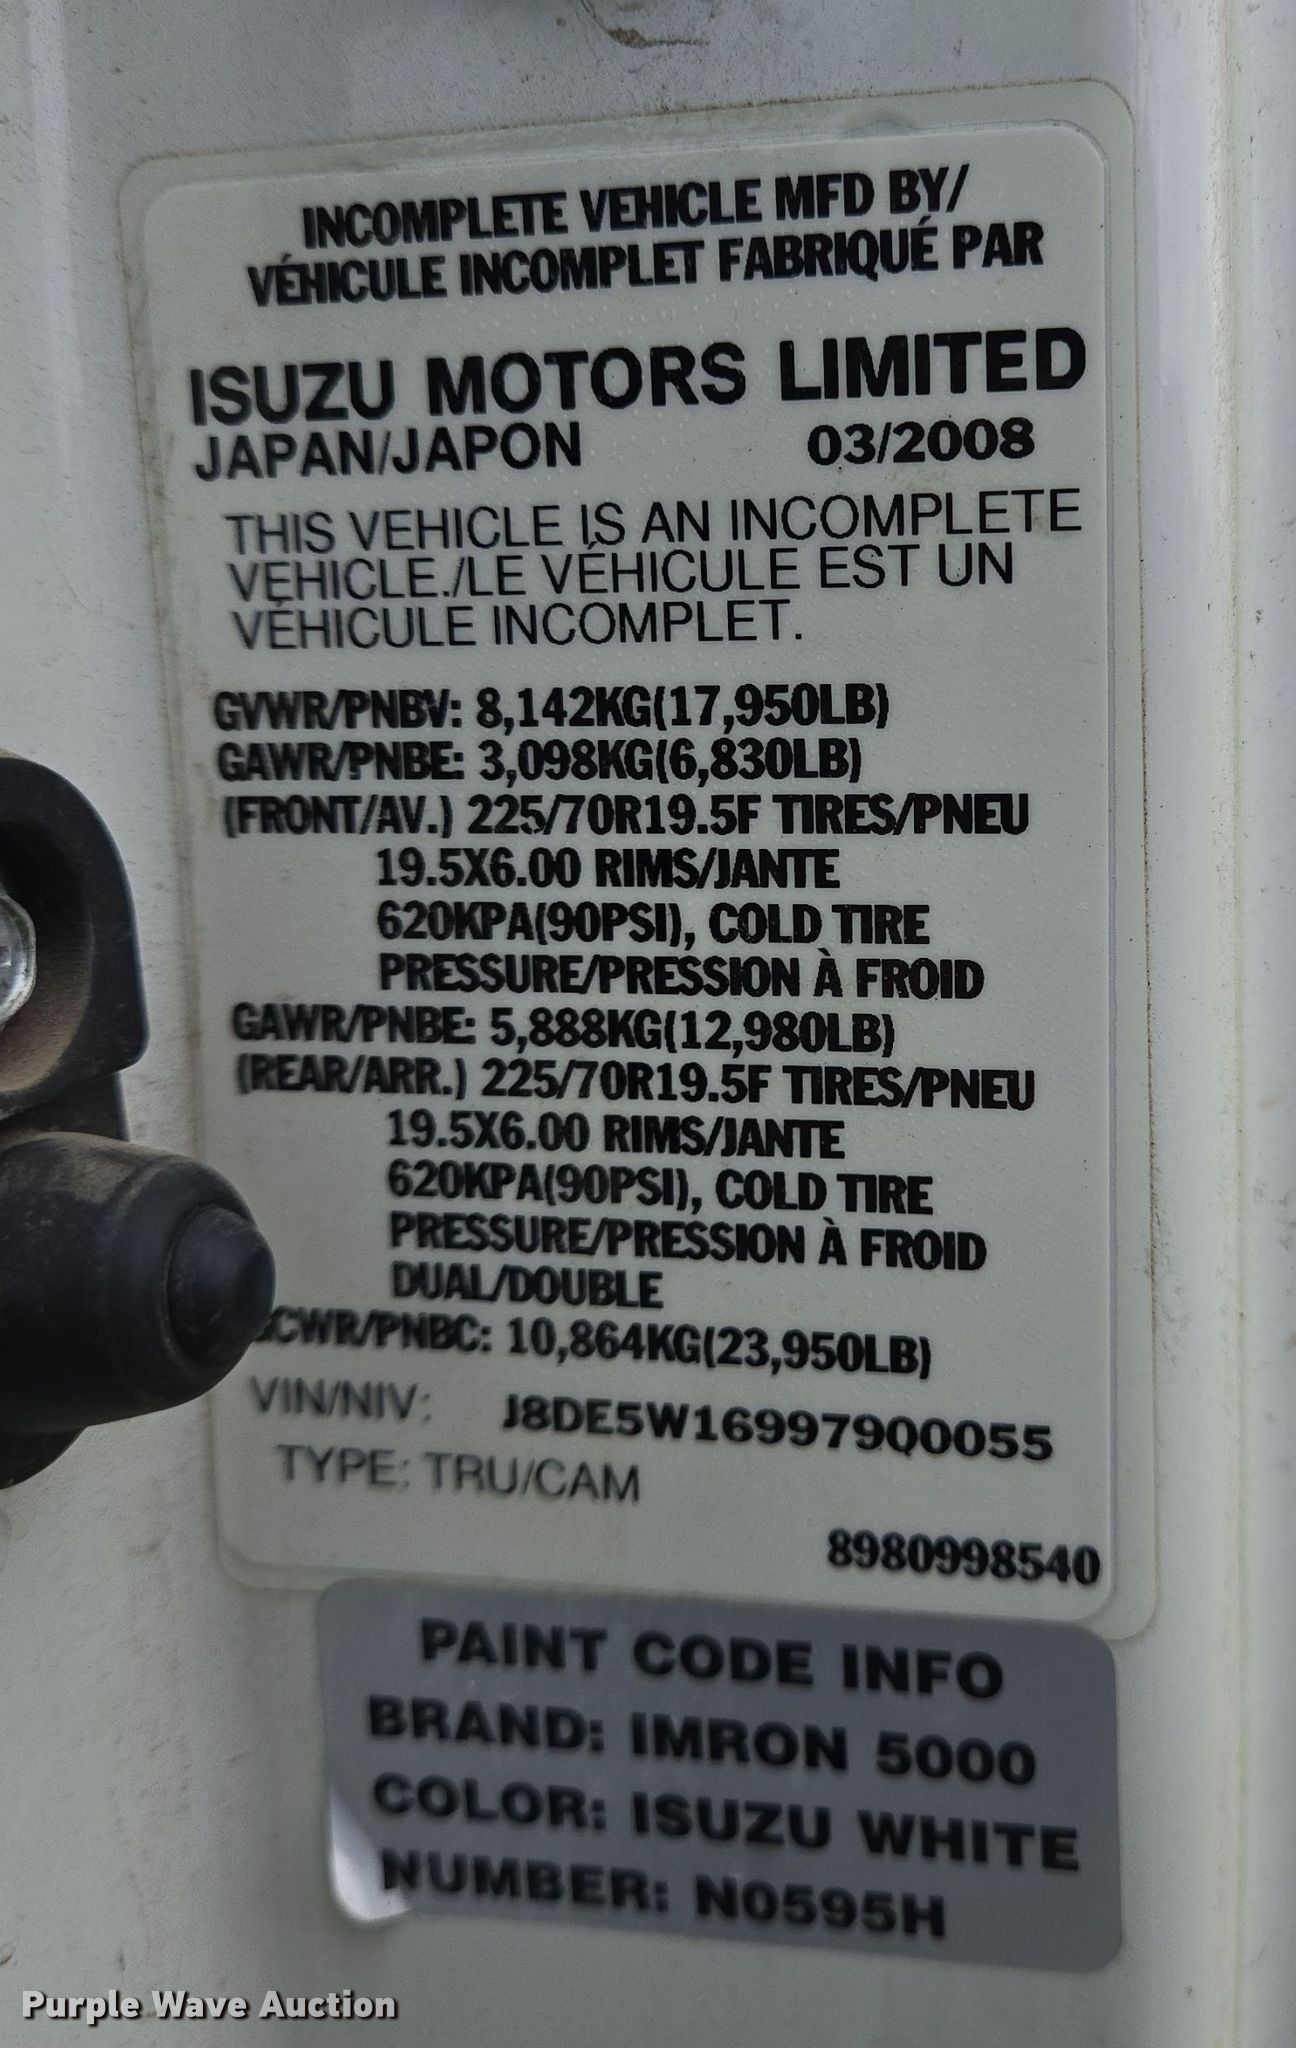 INCOMPLETE VEHICLE MFD BY/
VÉHICULE INCOMPLET FABRIQUÉ PAR
ISUZU MOTORS LIMITED
JAPAN/JAPON 03/2008
THIS VEHICLE IS AN INCOMPLETE
VEHICLE./LE VÉHICULE EST UN
VÉHICULE INCOMPLET.
GVWR/PNBV: 8,142KG(17,950LB)
GAWR/PNBE: 3,098KG(6,830LB)
(FRONT/AV.) 225/70R19.5F TIRES/PNEU
19.5X6.00 RIMS/JANTE
620KPA(90PSI), COLD TIRE
PRESSURE/PRESSION À FROID
GAWR/PNBE: 5,888KG(12,980LB)
(REAR/ARR.) 225/70R19.5F TIRES/PNEU
19.5X6.00 RIMS/JANTE
620KPA(90PSI), COLD TIRE
PRESSURE/PRESSION À FROID
DUAL/DOUBLE
GCWR/PNBC: 10,864KG(23,950LB)
VIN/NIV: J8DE5W16997900055
TYPE: TRU/CAM
8980998540
PAINT CODE INFO
BRAND: IMRON 5000
COLOR: ISUZU WHITE
NUMBER: N0595H
Purple Wave Auction